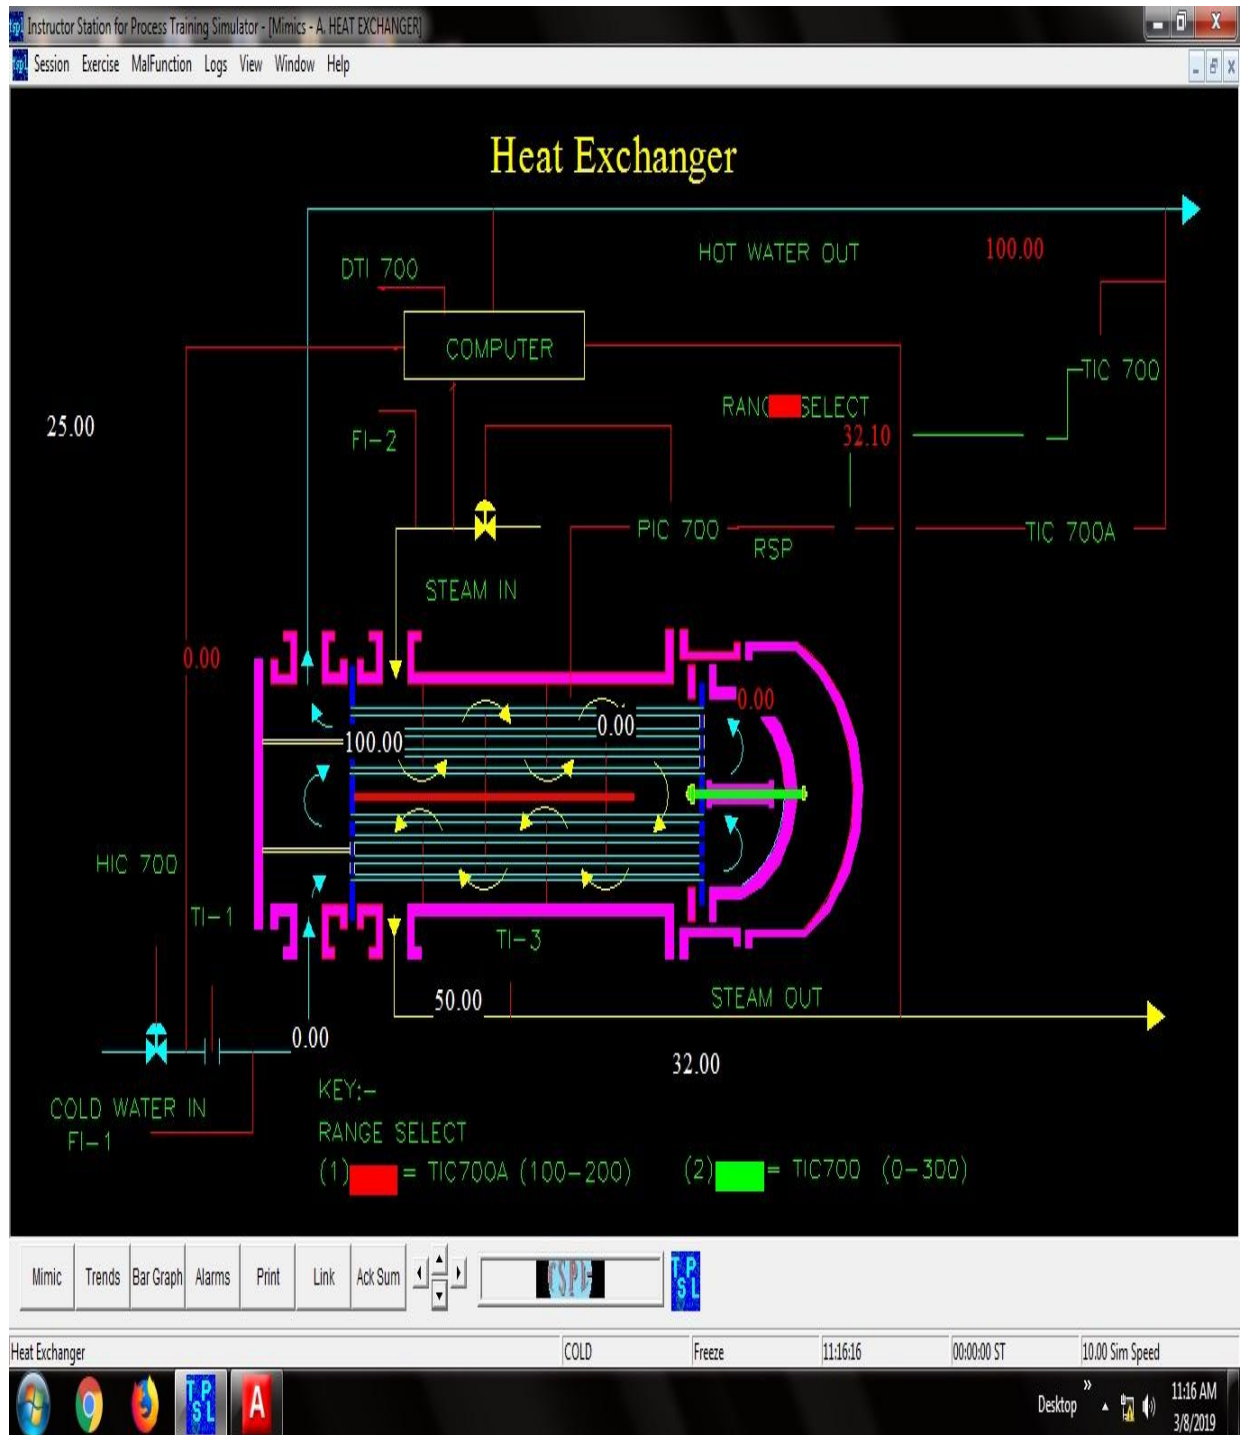 Instructor Station for Process Training Simulator - [Mimics - A. HEAT EXCHANGER]
Session Exercise MalFunction Logs View Window Help
Heat Exchanger
HOT WATER OUT 100.00
DTI 700
COMPUTER
TIC 700
RANG SELECT
25.00
FI-2
32.10
PIC 700
RSP
TIC 700A
STEAM IN
0.00
0.00
0.00
100.00
HIC 700
TI-1
TI-3
50.00
STEAM OUT
0.00
32.00
COLD WATER IN
FI-1
KEY:-
RANGE SELECT
(1) = TIC700A (100-200) (2) = TIC700 (0-300)
Mimic Trends Bar Graph Alarms Print Link Ack Sum
TPSL
Heat Exchanger COLD Freeze 11:16:16 00:00:00 ST 10.00 Sim Speed
TPSL
A
Desktop
11:16 AM
3/8/2019